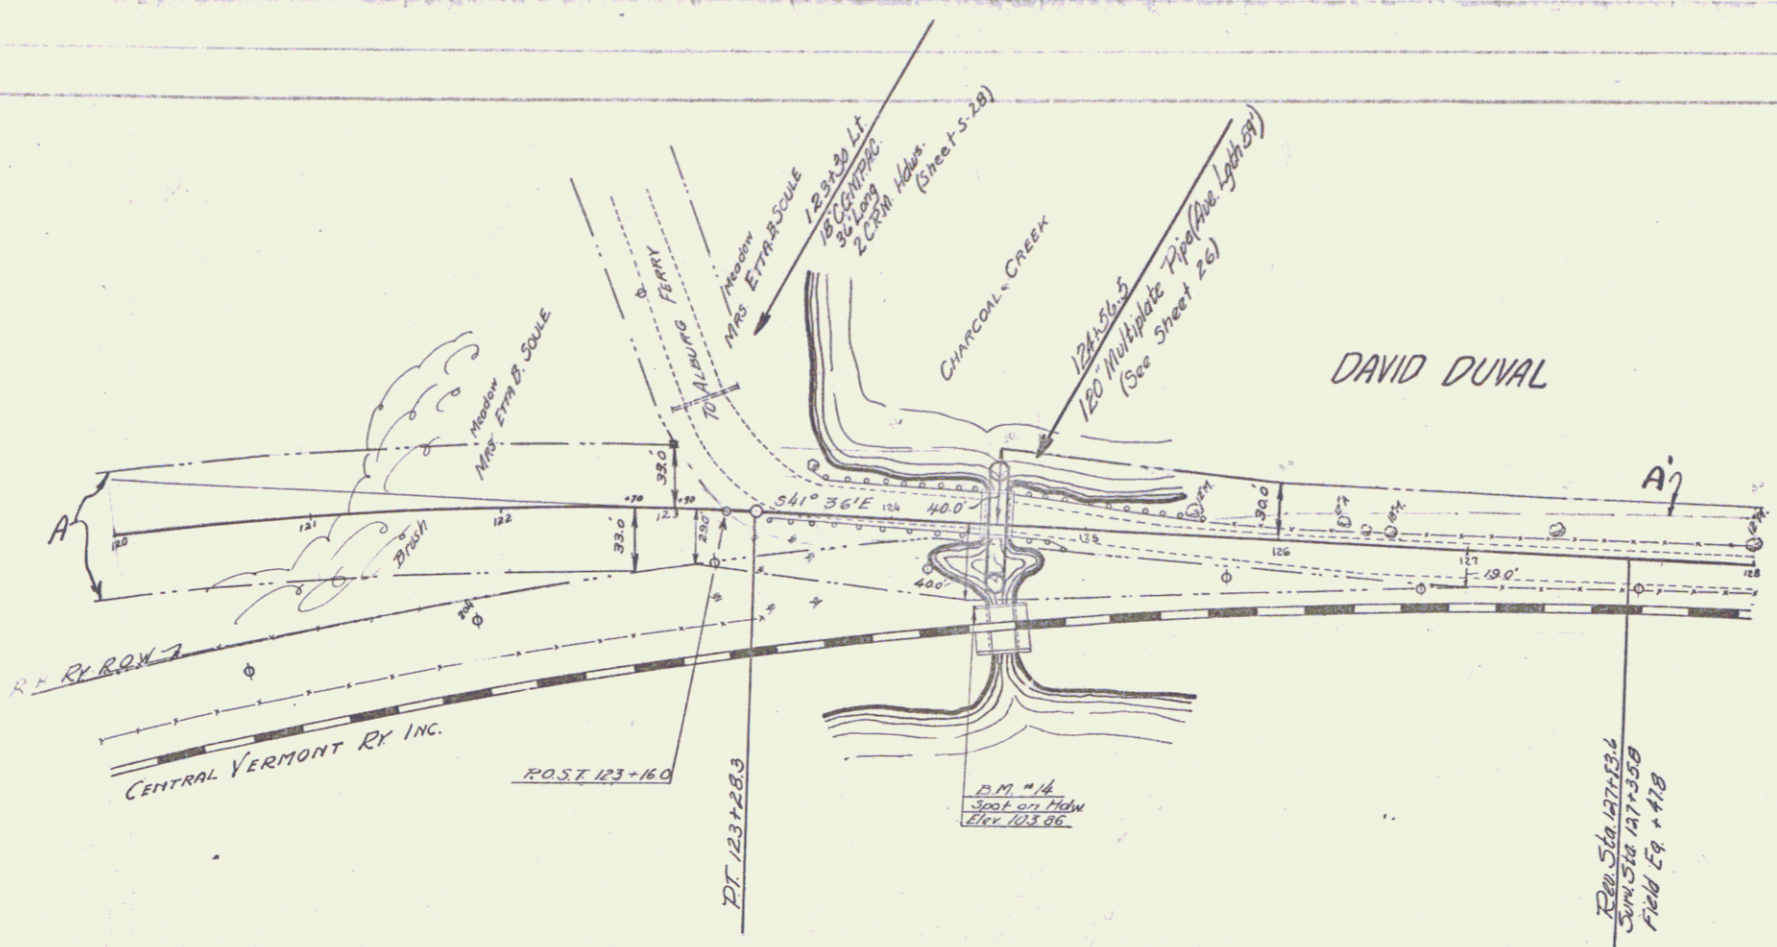 123+30 Lt.
18" C.G.M.P.A.C.
36' Long
2 C.R.M. Hdws.
(Sheet S-28)
Meadow
MRS. ETTA B. SOULE
TO ALBURG FERRY
CHARCOAL CREEK
124+56.5
120" Multiplate Pipe (Ave. Lgth 59')
(See Sheet 26)
DAVID DUVAL
Meadow
MRS. ETTA B. SOULE
Brush
A
A'
33.0'
33.0'
29.0'
+70
+90
S41° 36'E
40.0'
40.0'
30.0'
19.0'
120
121
122
123
124
125
126
127
128
R.R. RY. R.O.W.
CENTRAL VERMONT RY. INC.
P.O.S.T. 123+16.0
P.T. 123+28.3
B.M. #14
Spot on Hdw.
Elev. 103.86
Rev. Sta. 127+83.6
Surv. Sta. 127+35.8
Field Eq. +47.8